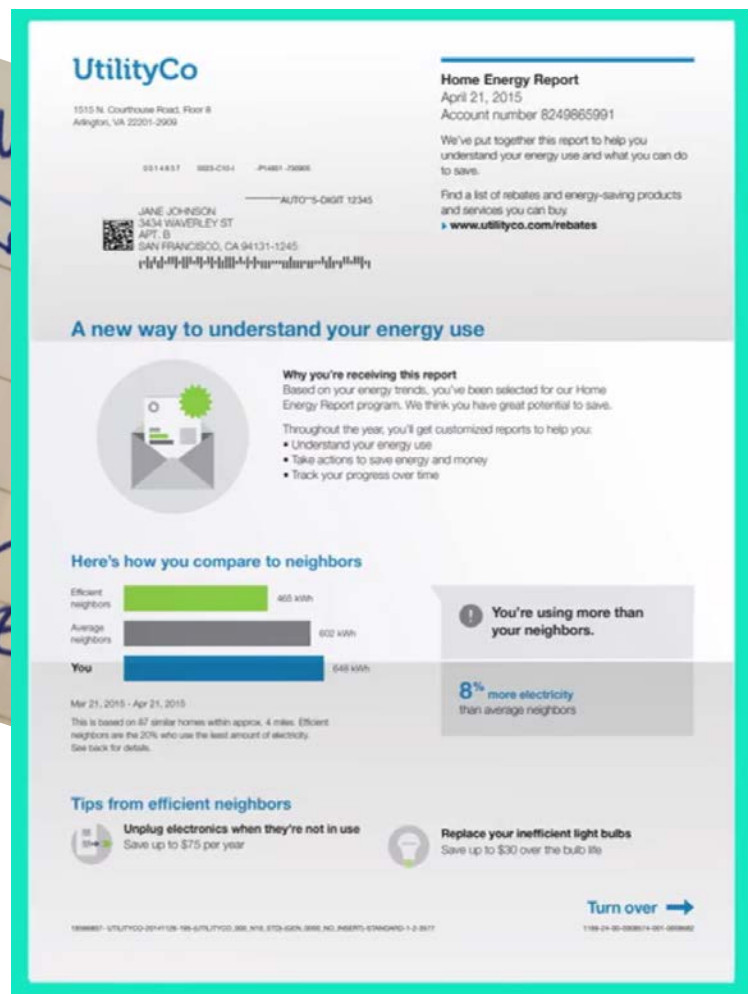 UtilityCo
1515 N. Courthouse Road, Floor 8
Arlington, VA 22201-2909
AUTO**5-DIGIT 12345
JANE JOHNSON
3434 WAVERLEY ST
APT. B
SAN FRANCISCO, CA 94131-1245
Home Energy Report
April 21, 2015
Account number 8249865991
We've put together this report to help you
understand your energy use and what you can do
to save.
Find a list of rebates and energy-saving products
and services you can buy.
www.utilityco.com/rebates
A new way to understand your energy use
Why you're receiving this report
Based on your energy trends, you've been selected for our Home
Energy Report program. We think you have great potential to save.
Throughout the year, you'll get customized reports to help you:
• Understand your energy use
• Take actions to save energy and money
• Track your progress over time
Here's how you compare to neighbors
Efficient
neighbors
465 kWh
Average
neighbors
602 kWh
You
648 kWh
Mar 21, 2015 - Apr 21, 2015
This is based on 87 similar homes within approx. 4 miles. Efficient
neighbors are the 20% who use the least amount of electricity.
See back for details.
You're using more than
your neighbors.
8% more electricity
than average neighbors
Tips from efficient neighbors
Unplug electronics when they're not in use
Save up to $75 per year
Replace your inefficient light bulbs
Save up to $30 over the bulb life
Turn over